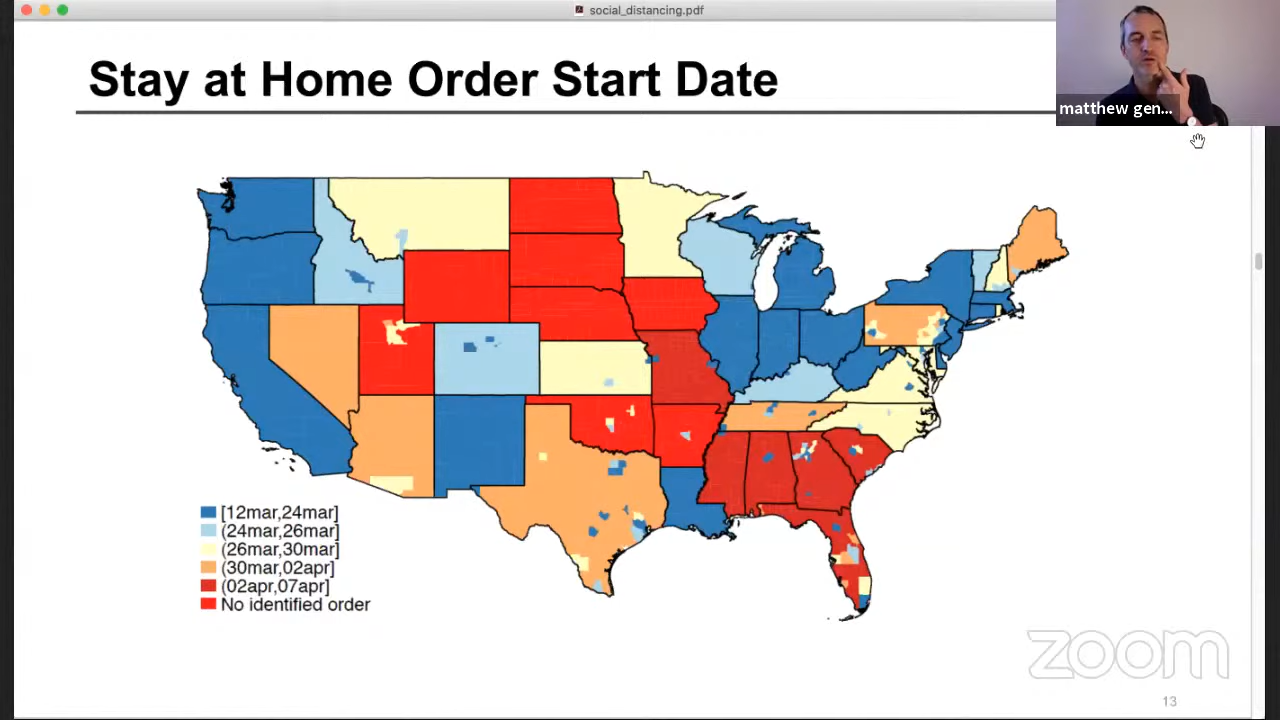 social_distancing.pdf
Stay at Home Order Start Date
matthew gen...
[12mar,24mar]
(24mar,26mar]
(26mar,30mar]
(30mar,02apr]
(02apr,07apr]
No identified order
zoom
13